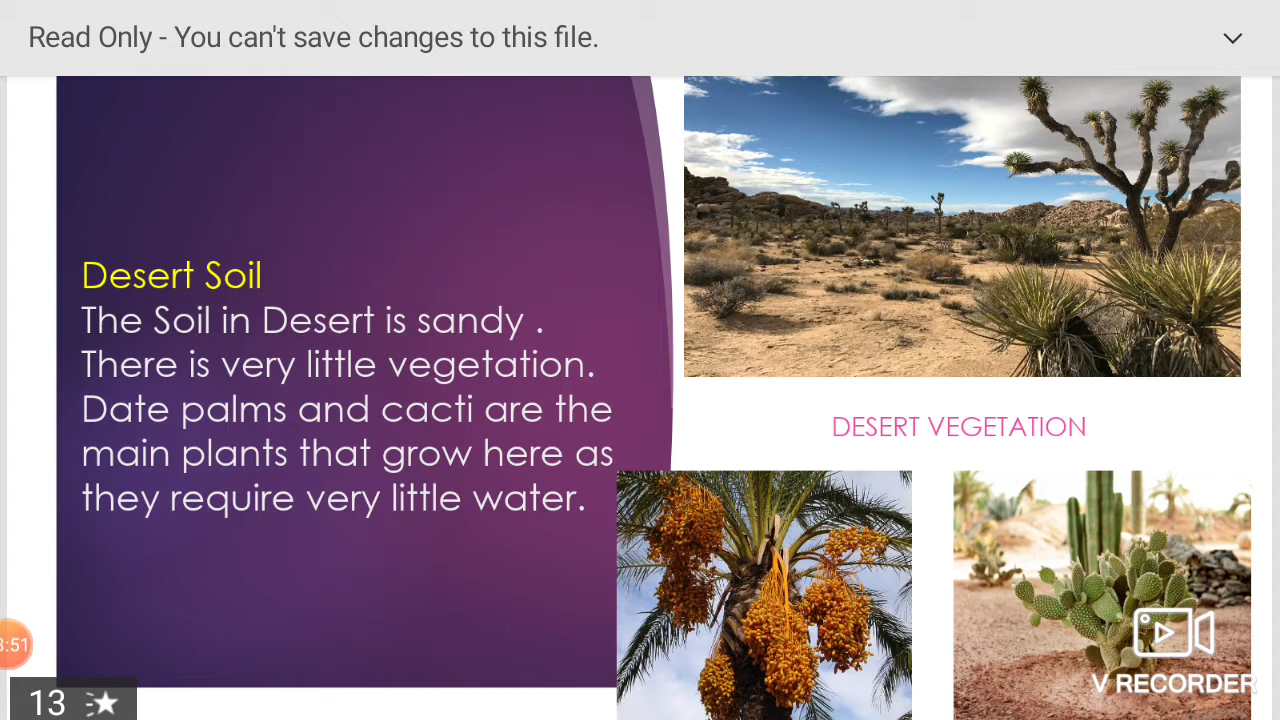 Read Only - You can't save changes to this file.
Desert Soil
The Soil in Desert is sandy .
There is very little vegetation.
Date palms and cacti are the
main plants that grow here as
they require very little water.
DESERT VEGETATION
3:51
13
V RECORDER